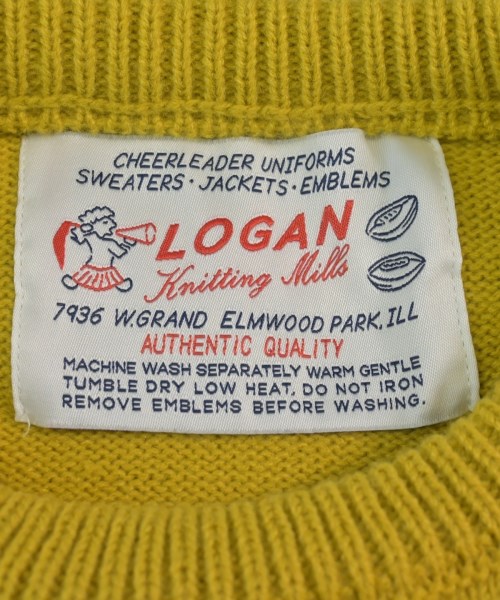 CHEERLEADER UNIFORMS
SWEATERS · JACKETS · EMBLEMS
LOGAN
Knitting Mills
7936 W.GRAND ELMWOOD PARK, ILL
AUTHENTIC QUALITY
MACHINE WASH SEPARATELY WARM GENTLE
TUMBLE DRY LOW HEAT. DO NOT IRON
REMOVE EMBLEMS BEFORE WASHING.